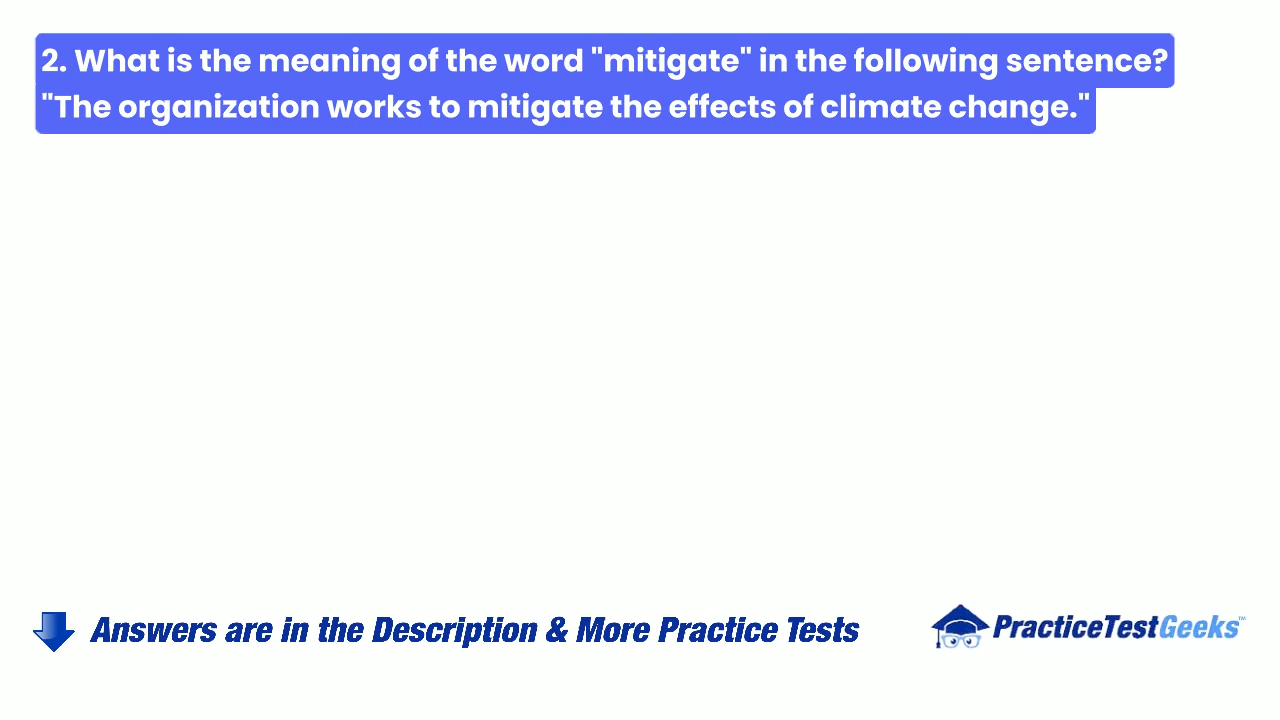 2. What is the meaning of the word "mitigate" in the following sentence?
"The organization works to mitigate the effects of climate change."
Answers are in the Description & More Practice Tests
PracticeTestGeeks™